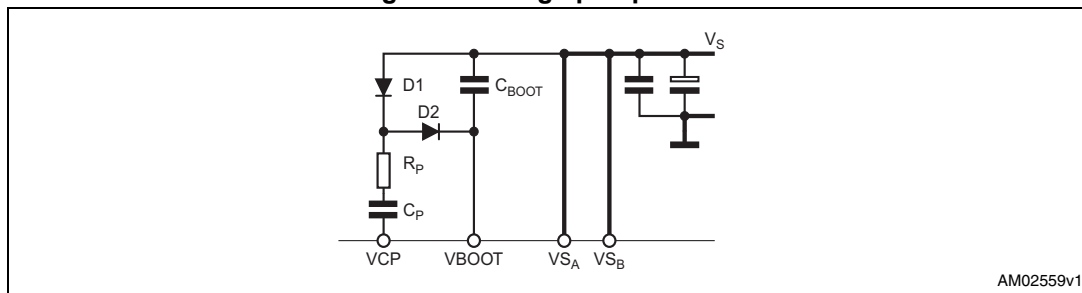 V_S
D1
C_BOOT
D2
R_P
C_P
VCP VBOOT VS_A VS_B
AM02559v1